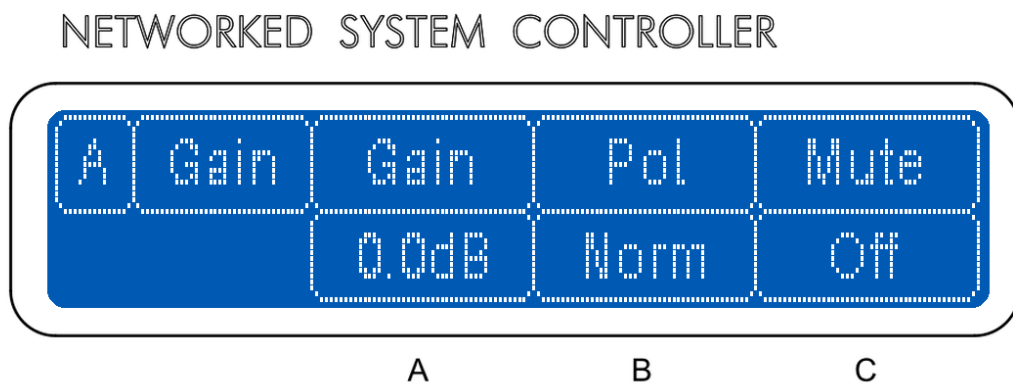 NETWORKED SYSTEM CONTROLLER
A Gain Gain Pol Mute
0.0dB Norm Off
A B C